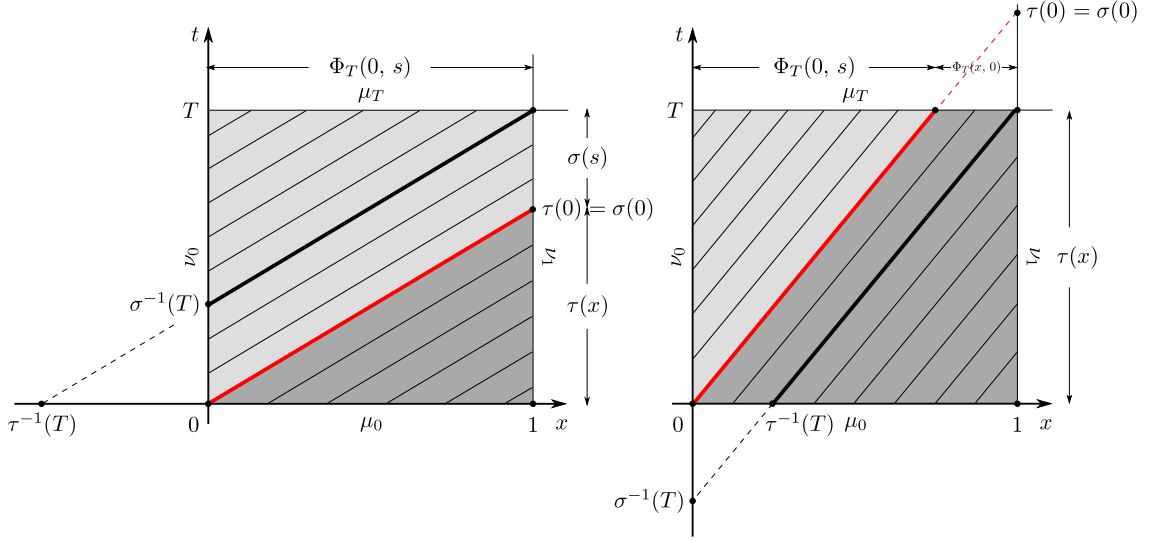 t
Φ_T(0, s)
μ_T
T
σ(s)
τ(0) = σ(0)
ν_0
ν_1
σ^{-1}(T)
τ(x)
τ^{-1}(T)
0
μ_0
1
x
τ(0) = σ(0)
t
Φ_T(0, s)
Φ_T(x, 0)
μ_T
T
ν_0
ν_1
τ(x)
0
τ^{-1}(T)
μ_0
1
x
σ^{-1}(T)